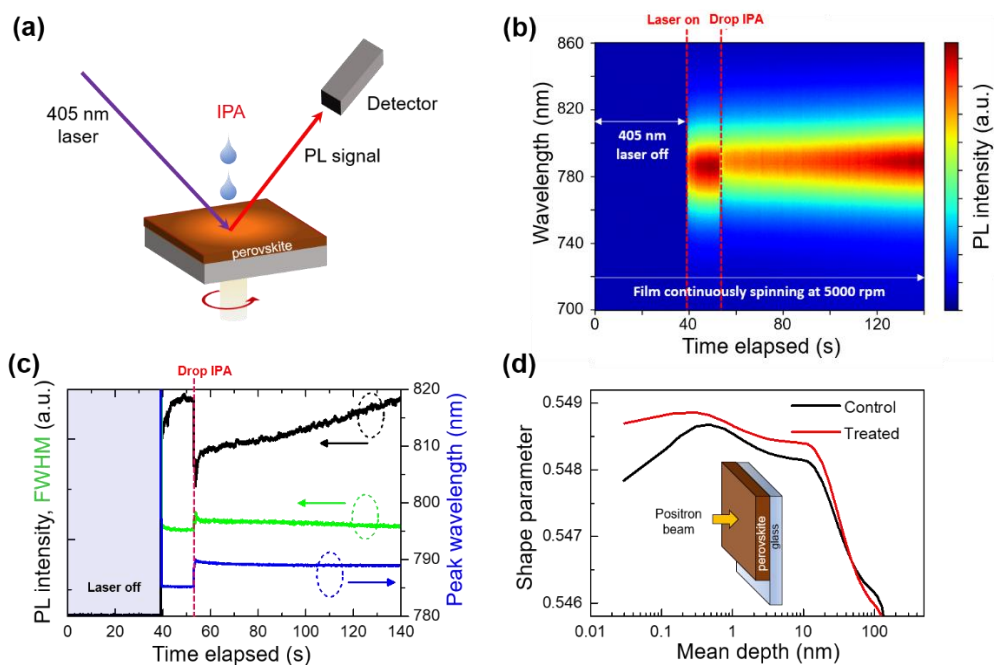 (a)
405 nm
laser
IPA
Detector
PL signal
perovskite
(b)
Laser on
Drop IPA
860
820
780
740
700
Wavelength (nm)
405 nm
laser off
Film continuously spinning at 5000 rpm
0
40
80
120
Time elapsed (s)
PL intensity (a.u.)
(c)
Drop IPA
PL intensity, FWHM (a.u.)
Laser off
820
810
800
790
780
Peak wavelength (nm)
0
20
40
60
80
100
120
140
Time elapsed (s)
(d)
0.549
0.548
0.547
0.546
Shape parameter
Control
Treated
Positron
beam
perovskite
glass
0.01
0.1
1
10
100
Mean depth (nm)